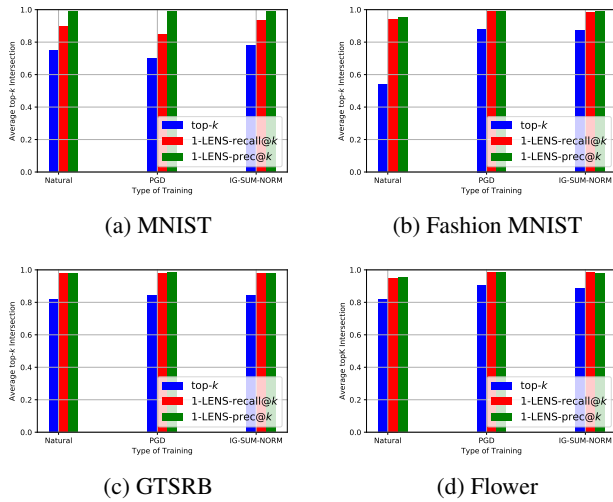 Average top-k Intersection
1.0
0.8
0.6
0.4
0.2
0.0
top-k
1-LENS-recall@k
1-LENS-prec@k
Natural PGD IG-SUM-NORM
Type of Training
(a) MNIST
Average top-k Intersection
1.0
0.8
0.6
0.4
0.2
0.0
top-k
1-LENS-recall@k
1-LENS-prec@k
Natural PGD IG-SUM-NORM
Type of Training
(b) Fashion MNIST
Average top-k Intersection
1.0
0.8
0.6
0.4
0.2
0.0
top-k
1-LENS-recall@k
1-LENS-prec@k
Natural PGD IG-SUM-NORM
Type of Training
(c) GTSRB
Average topK Intersection
1.0
0.8
0.6
0.4
0.2
0.0
top-k
1-LENS-recall@k
1-LENS-prec@k
Natural PGD IG-SUM-NORM
Type of Training
(d) Flower